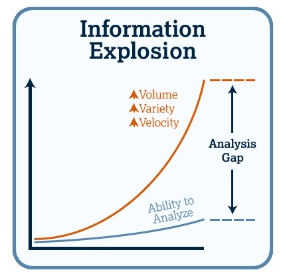 Information
Explosion
Volume
Variety
Velocity
Analysis
Gap
Ability to
Analyze